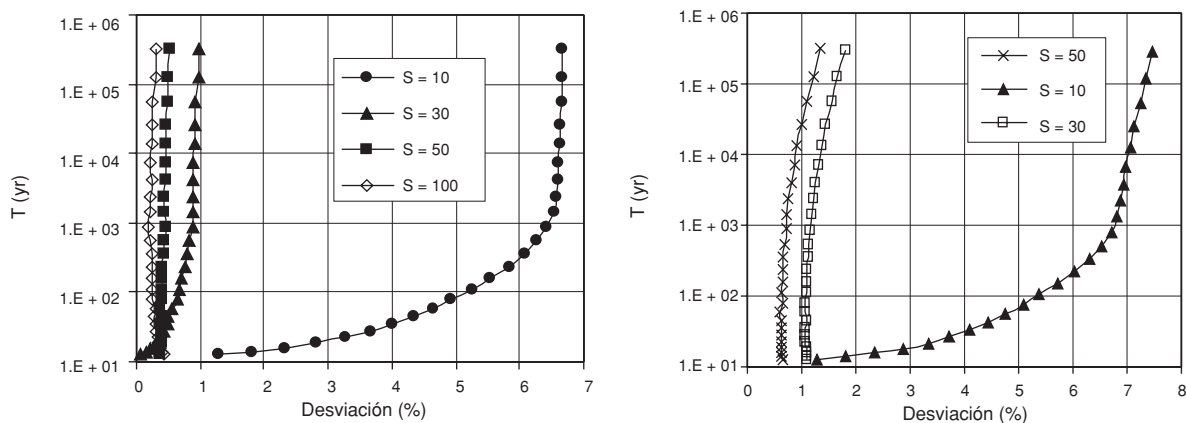 1.E + 06
1.E + 05
1.E + 04
1.E + 03
1.E + 02
1.E + 01
T (yr)
0 1 2 3 4 5 6 7
Desviación (%)
S = 10
S = 30
S = 50
S = 100
1.E + 06
1.E + 05
1.E + 04
1.E + 03
1.E + 02
1.E + 01
T (yr)
0 1 2 3 4 5 6 7 8
Desviación (%)
S = 50
S = 10
S = 30